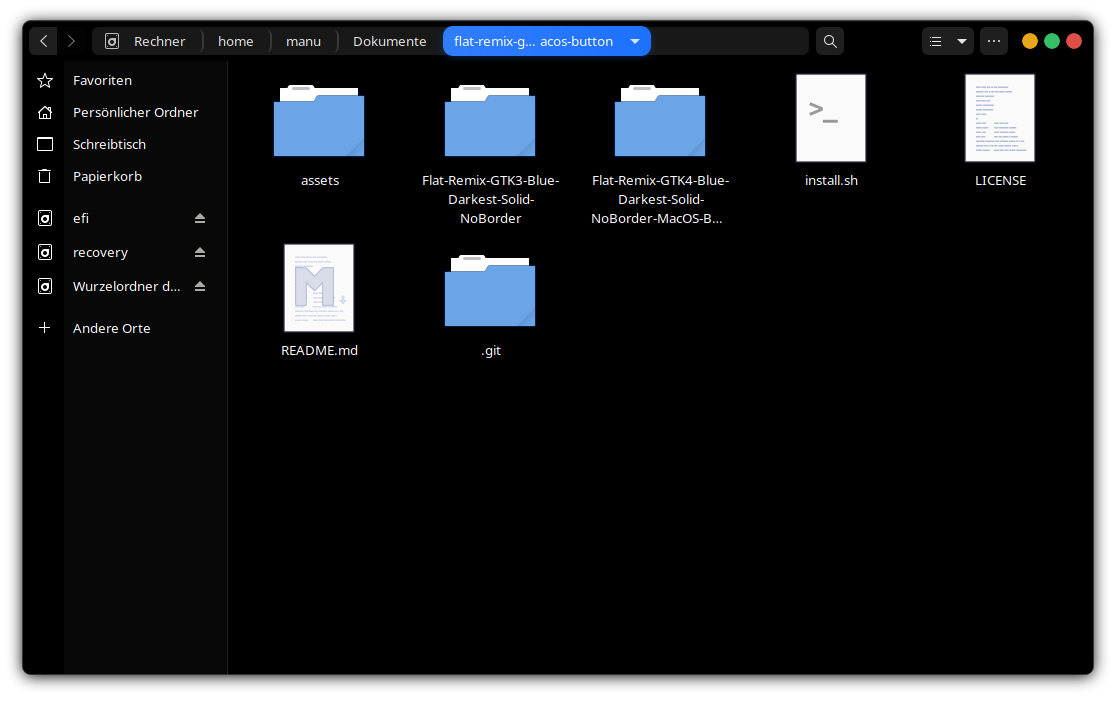 Rechner
home
manu
Dokumente
flat-remix-g... acos-button
Favoriten
Persönlicher Ordner
Schreibtisch
Papierkorb
efi
recovery
Wurzelordner d...
Andere Orte
assets
Flat-Remix-GTK3-Blue-
Darkest-Solid-
NoBorder
Flat-Remix-GTK4-Blue-
Darkest-Solid-
NoBorder-MacOS-B...
>_
install.sh
LICENSE
M
README.md
.git